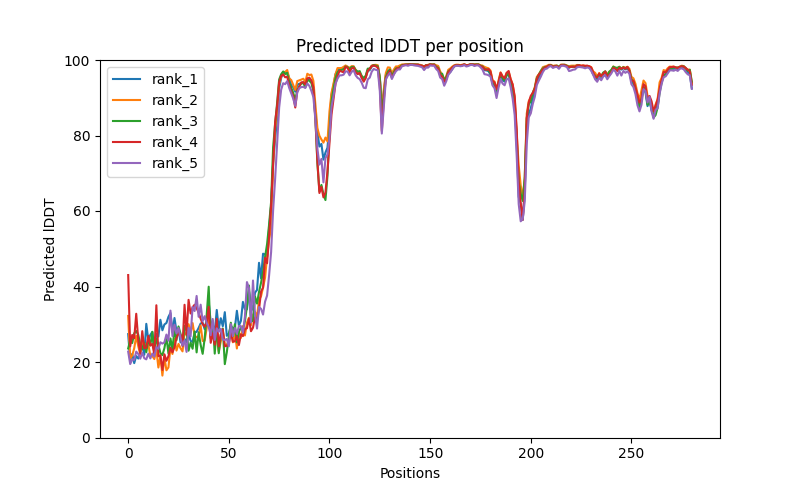 Predicted lDDT per position
100
80
60
40
20
0
Predicted lDDT
rank_1
rank_2
rank_3
rank_4
rank_5
0 50 100 150 200 250
Positions